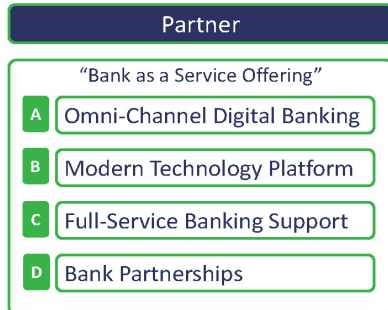 Partner
“Bank as a Service Offering”
A Omni-Channel Digital Banking
B Modern Technology Platform
C Full-Service Banking Support
D Bank Partnerships